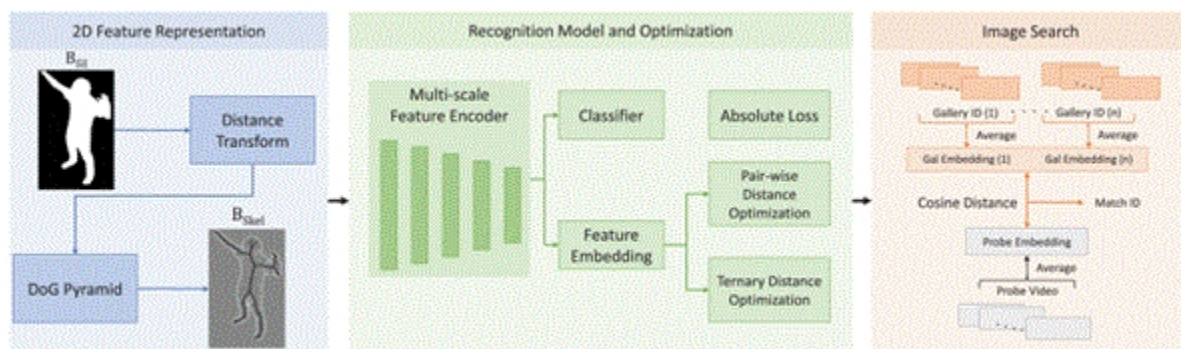 2D Feature Representation
B_Sil
Distance
Transform
B_Skel
DoG Pyramid
Recognition Model and Optimization
Multi-scale
Feature Encoder
Classifier
Absolute Loss
Pair-wise
Distance
Optimization
Feature
Embedding
Ternary Distance
Optimization
Image Search
Gallery ID (1)
Gallery ID (n)
Average
Average
Gal Embedding (1)
Gal Embedding (n)
Cosine Distance
Match ID
Probe Embedding
Average
Probe Video